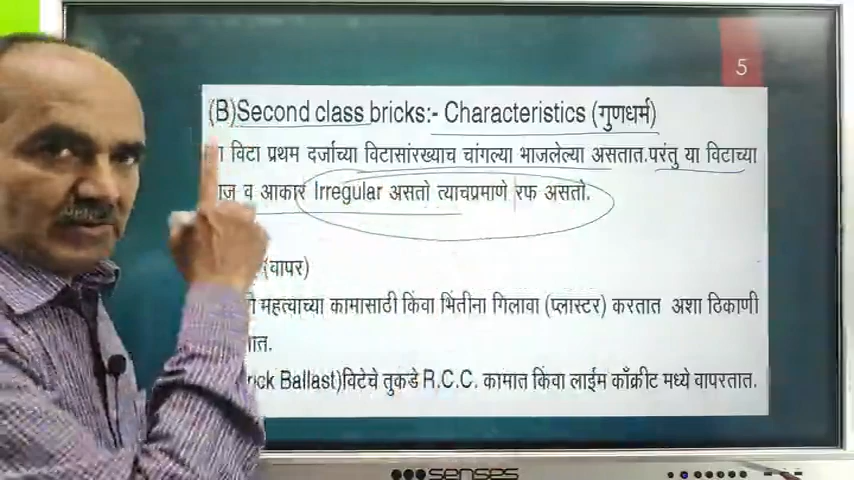 5
(B)Second class bricks:- Characteristics (गुणधर्म)
विटा प्रथम दर्जाच्या विटासांरख्याच चांगल्या भाजलेल्या असतात.परंतु या विटाच्या
व आकार Irregular असतो त्याचप्रमाणे रफ असतो.
(वापर)
महत्वाच्या कामासाठी किंवा भिंतीना गिलावा (प्लास्टर) करतात अशा ठिकाणी
Ballast)विटेचे तुकडे R.C.C. कामात किंवा लाईम काँक्रीट मध्ये वापरतात.
senses